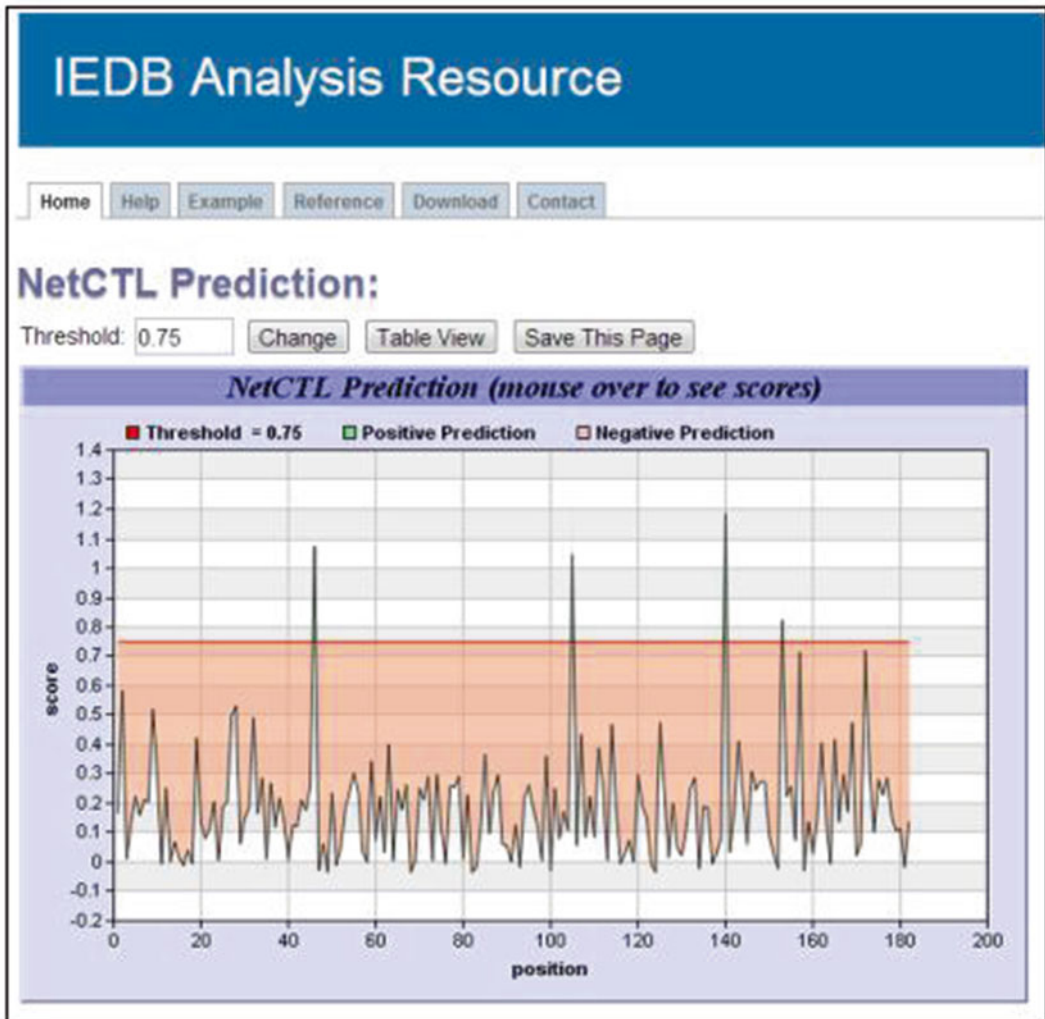 IEDB Analysis Resource
Home Help Example Reference Download Contact
NetCTL Prediction:
Threshold: 0.75 Change Table View Save This Page
NetCTL Prediction (mouse over to see scores)
Threshold = 0.75 Positive Prediction Negative Prediction
1.4
1.3
1.2
1.1
1
0.9
0.8
0.7
0.6
0.5
0.4
0.3
0.2
0.1
0
-0.1
-0.2
score
0 20 40 60 80 100 120 140 160 180 200
position